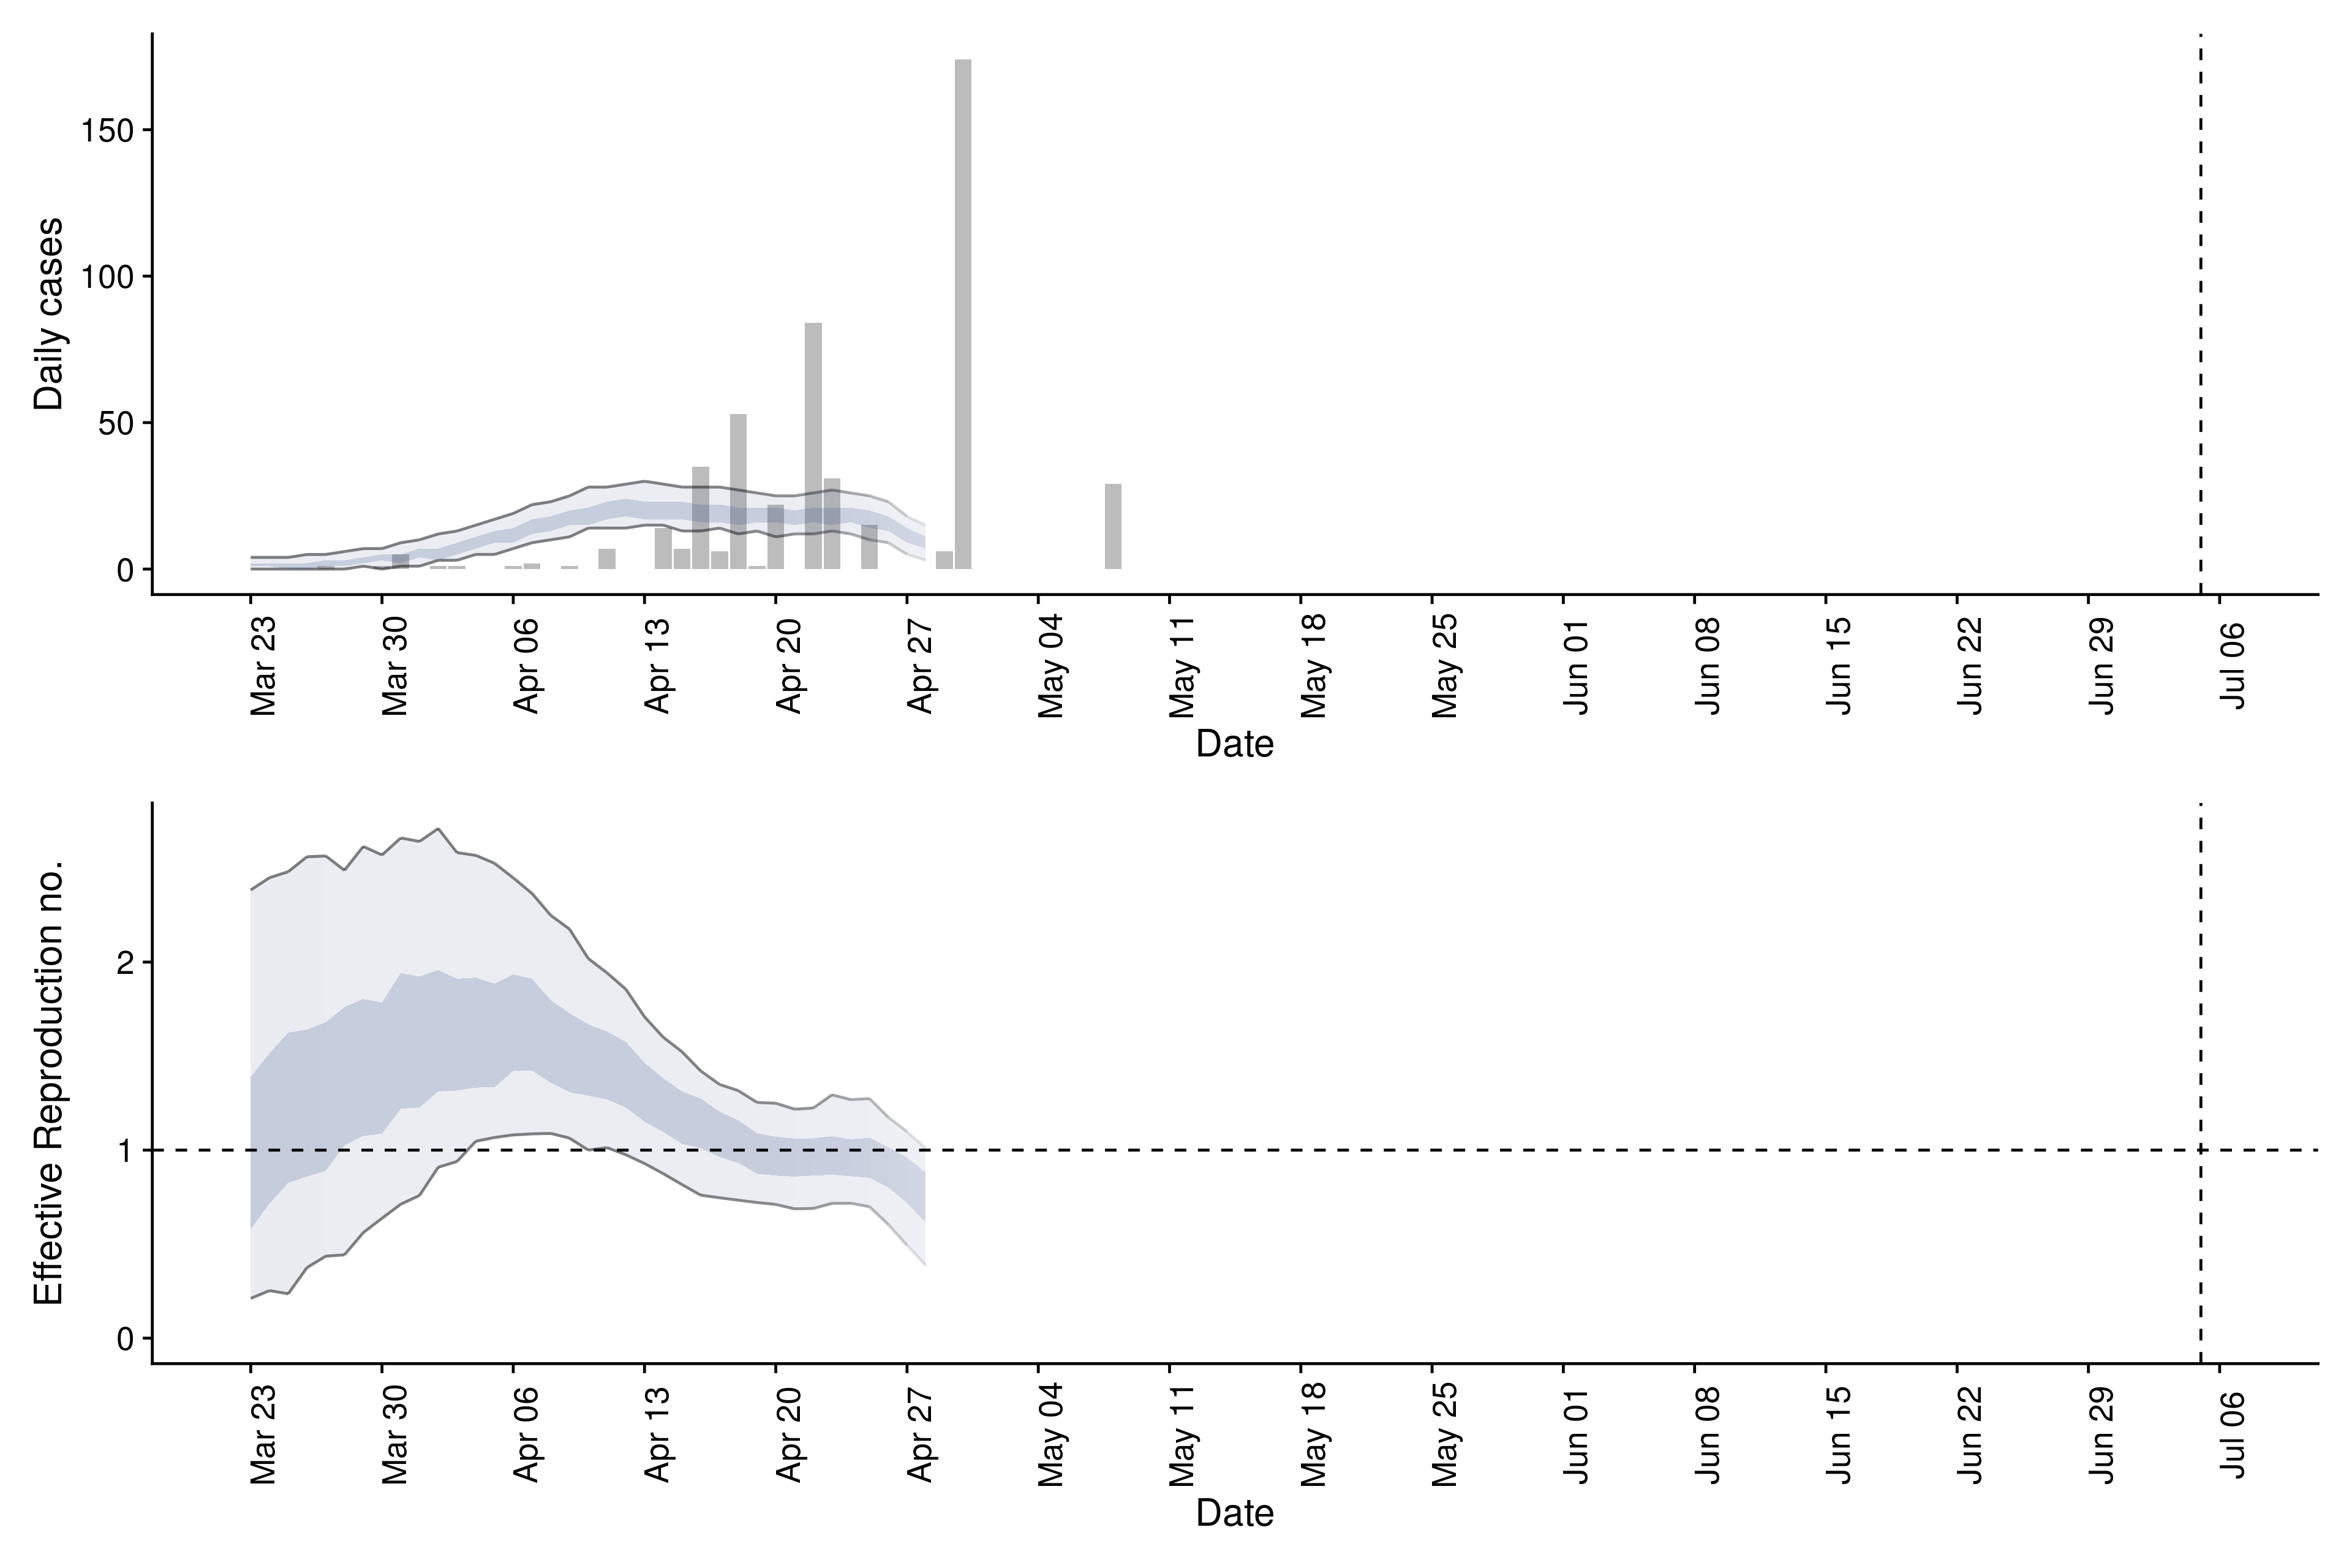 Daily cases
150
100
50
0
Mar 23
Mar 30
Apr 06
Apr 13
Apr 20
Apr 27
May 04
May 11
May 18
May 25
Jun 01
Jun 08
Jun 15
Jun 22
Jun 29
Jul 06
Date
Effective Reproduction no.
2
1
0
Mar 23
Mar 30
Apr 06
Apr 13
Apr 20
Apr 27
May 04
May 11
May 18
May 25
Jun 01
Jun 08
Jun 15
Jun 22
Jun 29
Jul 06
Date